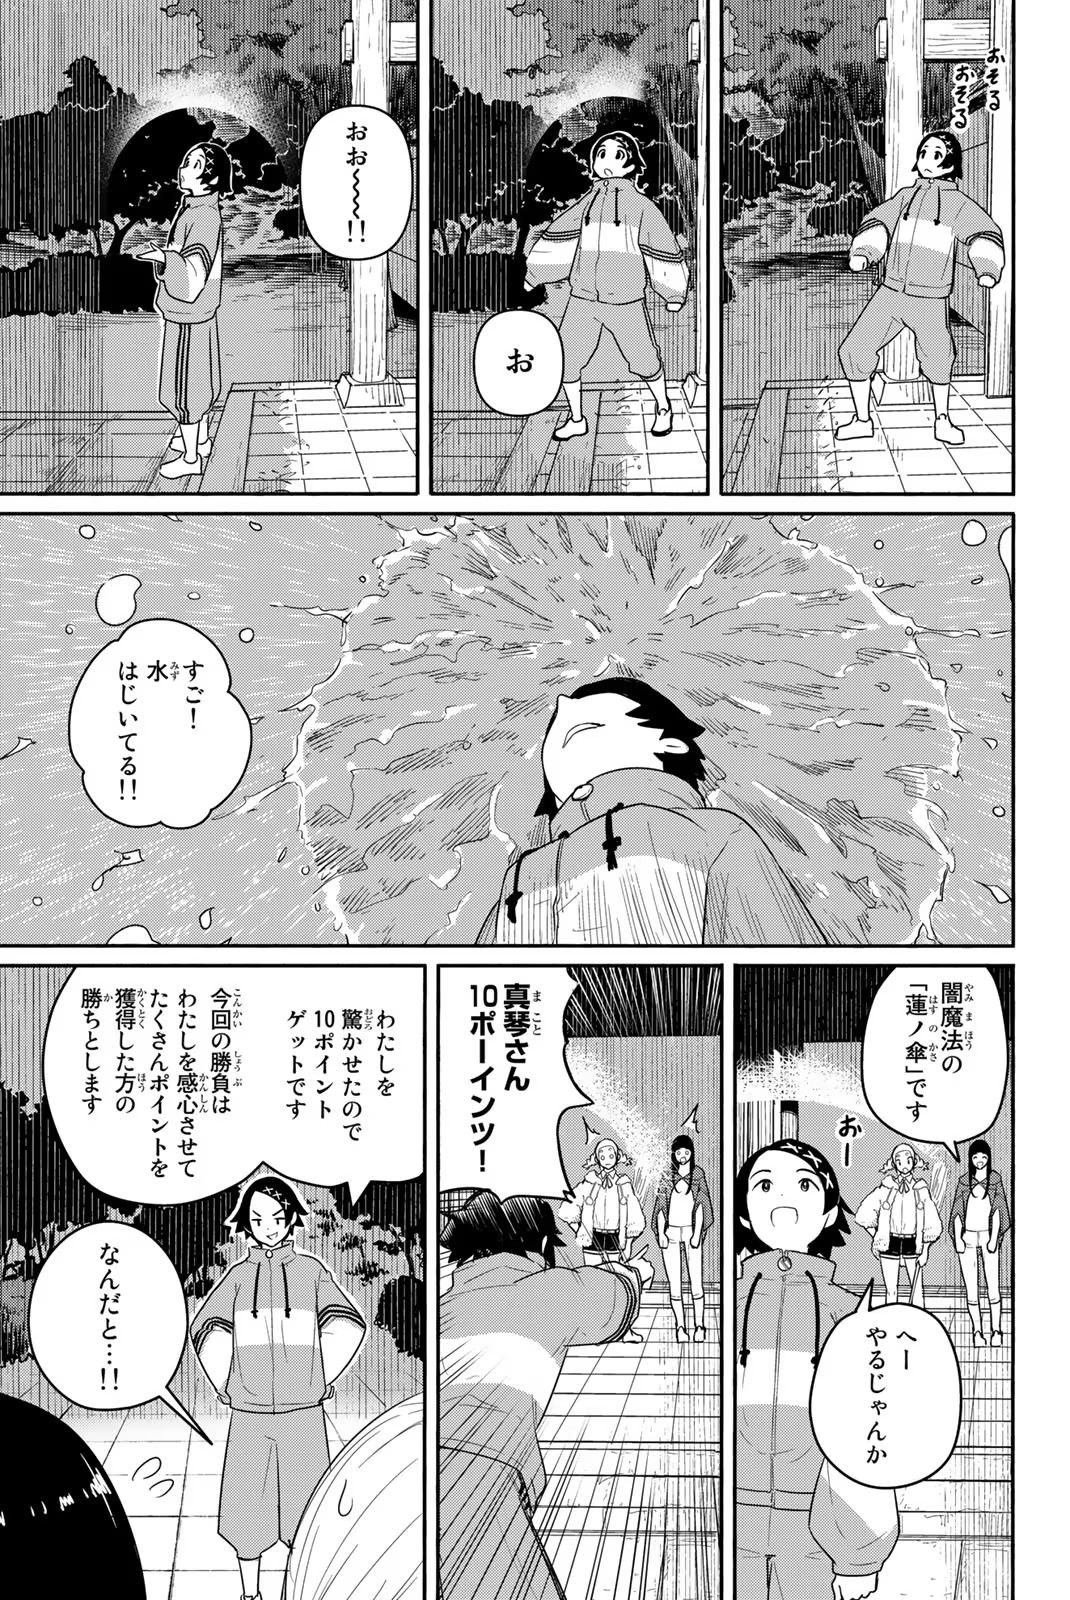 おそる
おそる
お
おお〜〜!!
すご!
水
はじいてる!!
闇魔法の
「蓮ノ傘」です
おー
へー
やるじゃんか
真琴さん
10ポーインツ!
わたしを
驚かせたので
10ポイント
ゲットです
今回の勝負は
わたしを感心させて
たくさんポイントを
獲得した方の
勝ちとします
なんだと…!!